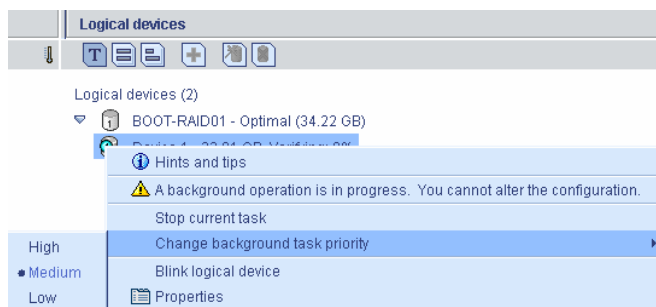 Logical devices
T
Logical devices (2)
1 BOOT-RAID01 - Optimal (34.22 GB)
Hints and tips
A background operation is in progress. You cannot alter the configuration.
Stop current task
Change background task priority
High
Medium
Low
Blink logical device
Properties